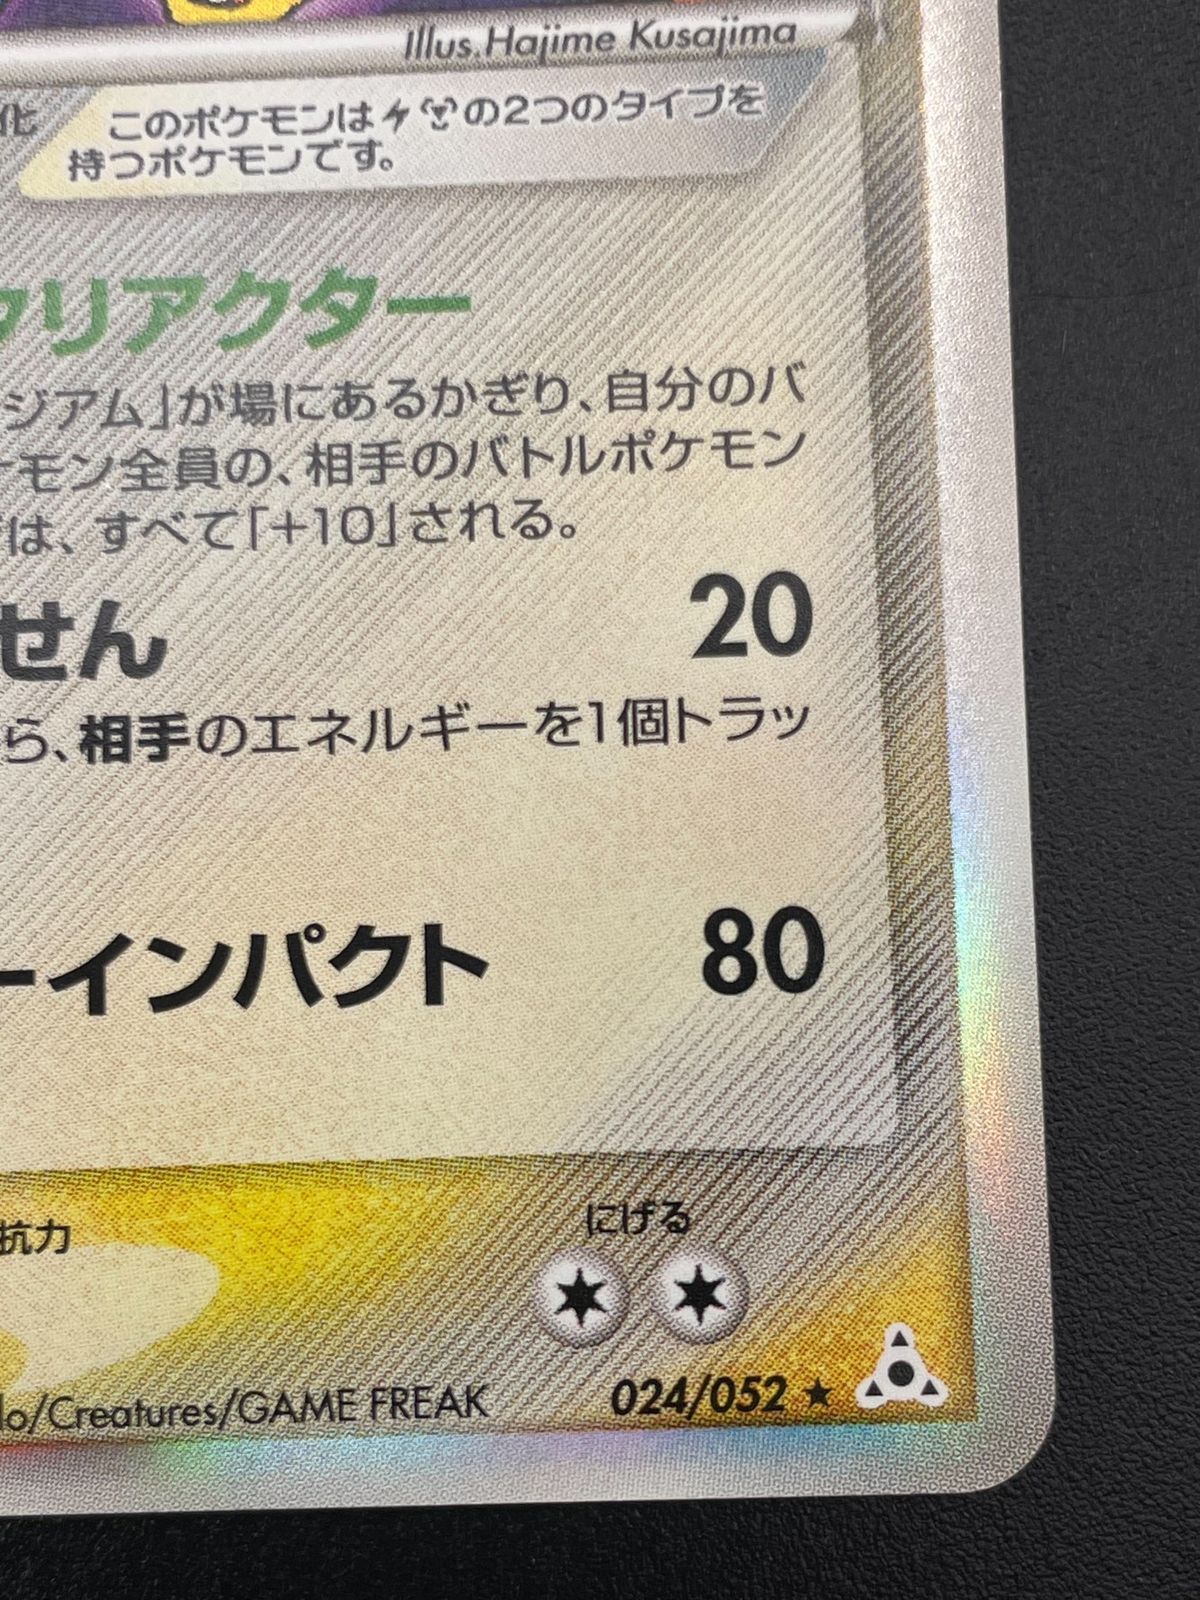 Illus. Hajime Kusajima
化
このポケモンは の2つのタイプを
持つポケモンです。
クリアクター
ジアム」が場にあるかぎり、自分のバ
ケモン全員の、相手のバトルポケモン
は、すべて「+10」される。
せん 20
ら、相手のエネルギーを1個トラッ
ーインパクト 80
抗力
にげる
/Creatures/GAME FREAK
024/052 ★